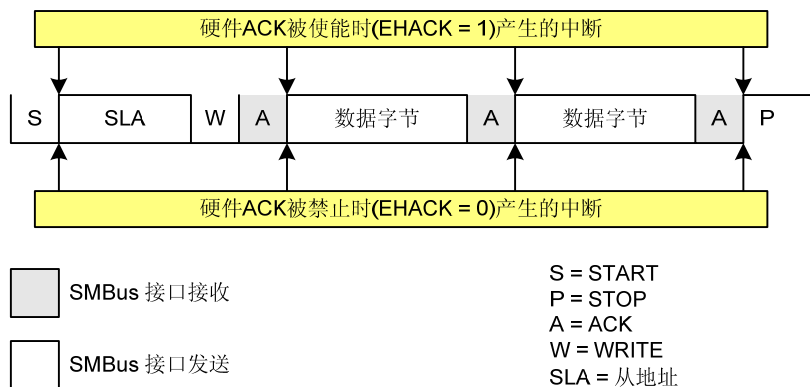 硬件ACK被使能时(EHACK = 1)产生的中断
S SLA W A 数据字节 A 数据字节 A P
硬件ACK被禁止时(EHACK = 0)产生的中断
SMBus 接口接收
SMBus 接口发送
S = START
P = STOP
A = ACK
W = WRITE
SLA = 从地址